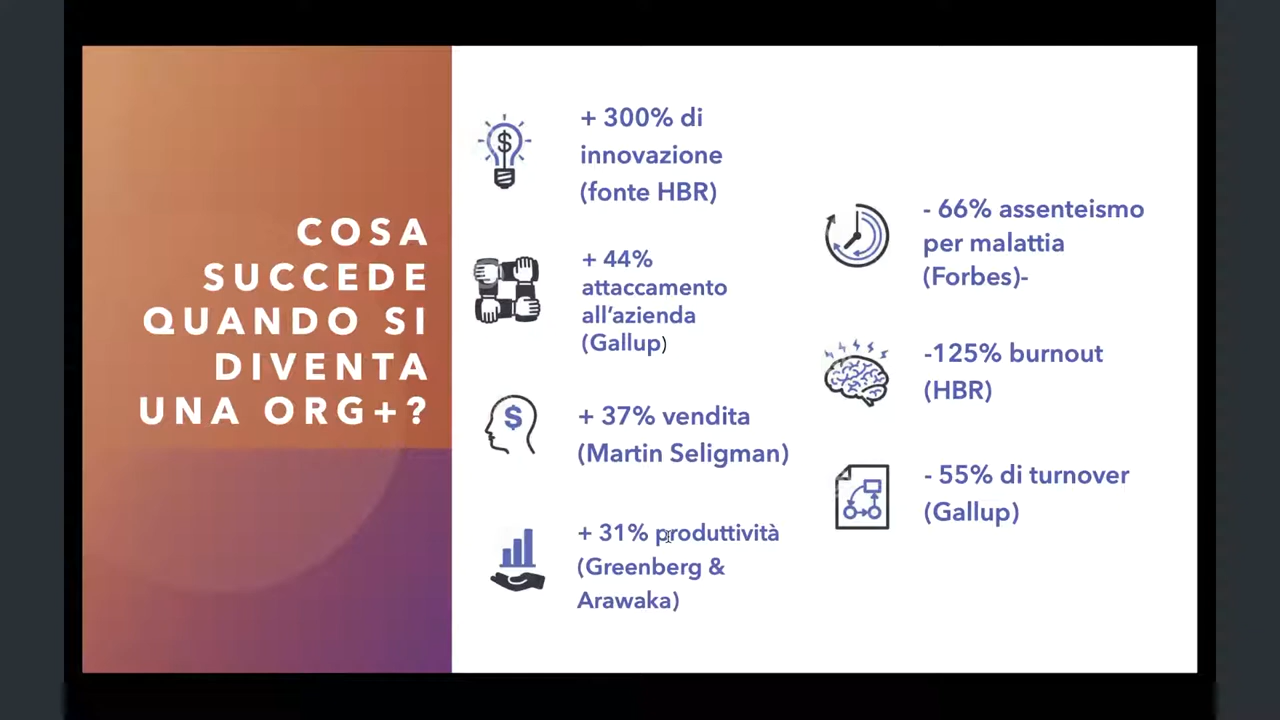 COSA
SUCCEDE
QUANDO SI
DIVENTA
UNA ORG+?
+ 300% di
innovazione
(fonte HBR)
+ 44%
attaccamento
all’azienda
(Gallup)
+ 37% vendita
(Martin Seligman)
+ 31% produttività
(Greenberg &
Arawaka)
- 66% assenteismo
per malattia
(Forbes)-
-125% burnout
(HBR)
- 55% di turnover
(Gallup)